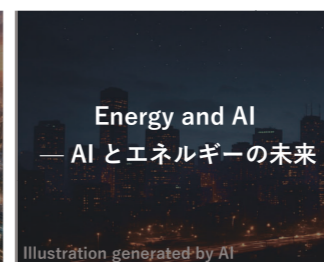 Energy and AI
― AI とエネルギーの未来
Illustration generated by AI